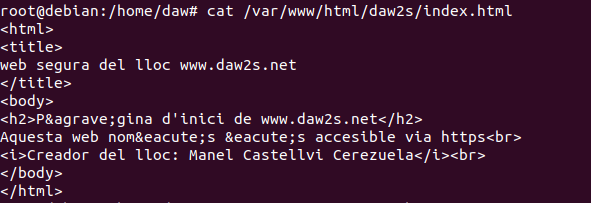 root@debian:/home/daw# cat /var/www/html/daw2s/index.html
<html>
<title>
web segura del lloc www.daw2s.net
</title>
<body>
<h2>P&agrave;gina d'inici de www.daw2s.net</h2>
Aquesta web nom&eacute;s &eacute;s accesible via https<br>
<i>Creador del lloc: Manel Castellvi Cerezuela</i><br>
</body>
</html>